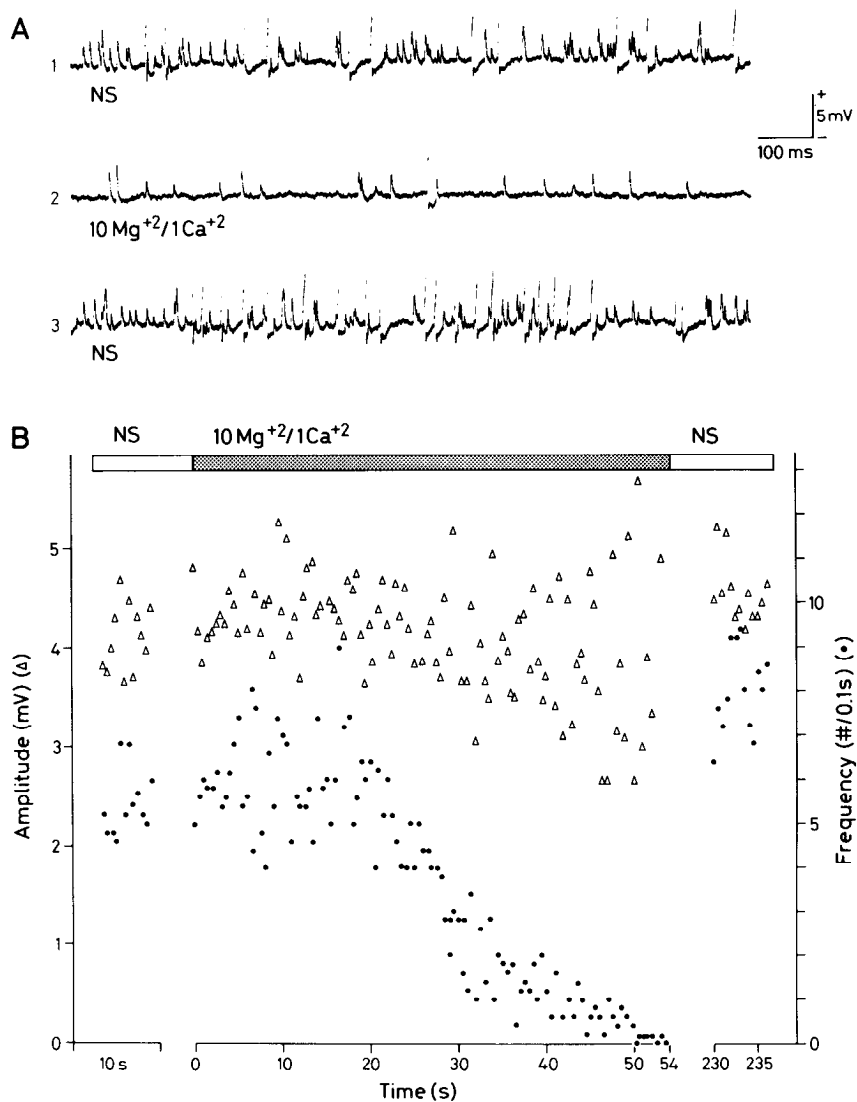 A
1
NS
+
5 mV
–
100 ms
2
10 Mg+2/1Ca+2
3
NS
B
NS
10 Mg+2/1Ca+2
NS
Amplitude (mV) (Δ)
5
4
3
2
1
0
Frequency (#/0.1s) (•)
10
5
0
10 s
0
10
20
30
40
50
54
230
235
Time (s)